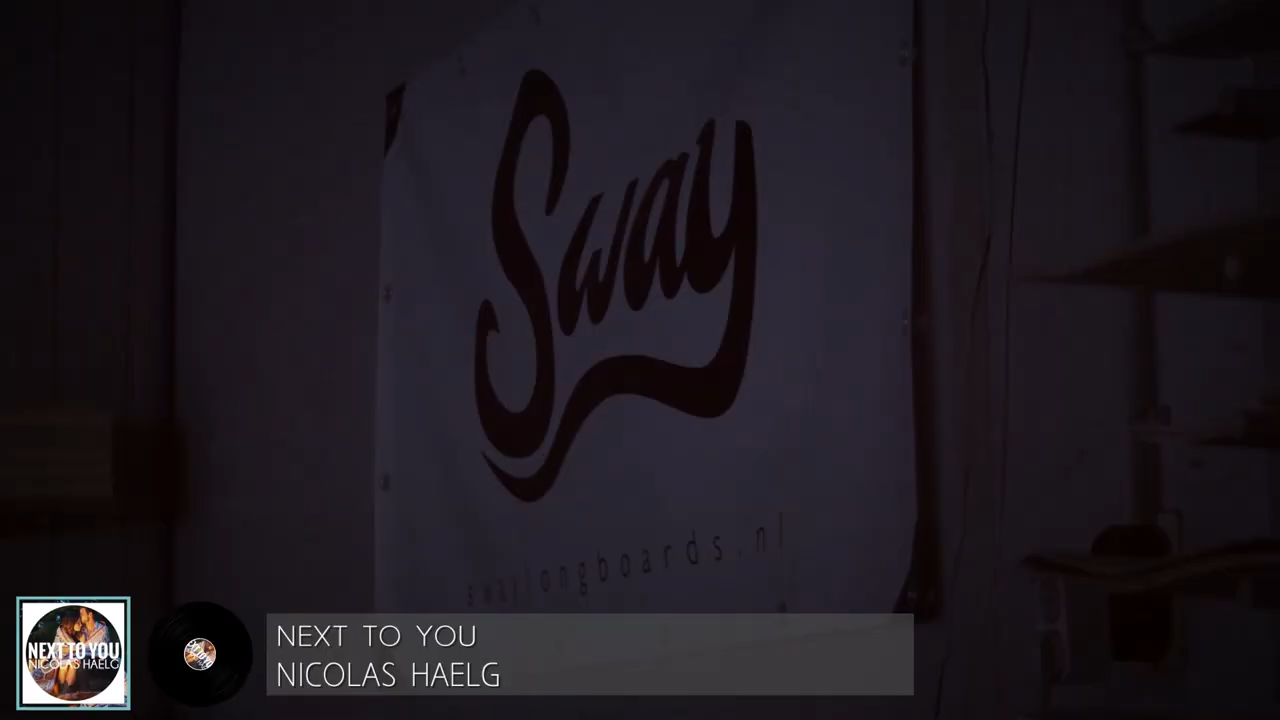 Sway
swaylongboards.nl
NEXT TO YOU
NICOLAS HAELG
NEXT TO YOU
NICOLAS HAELG